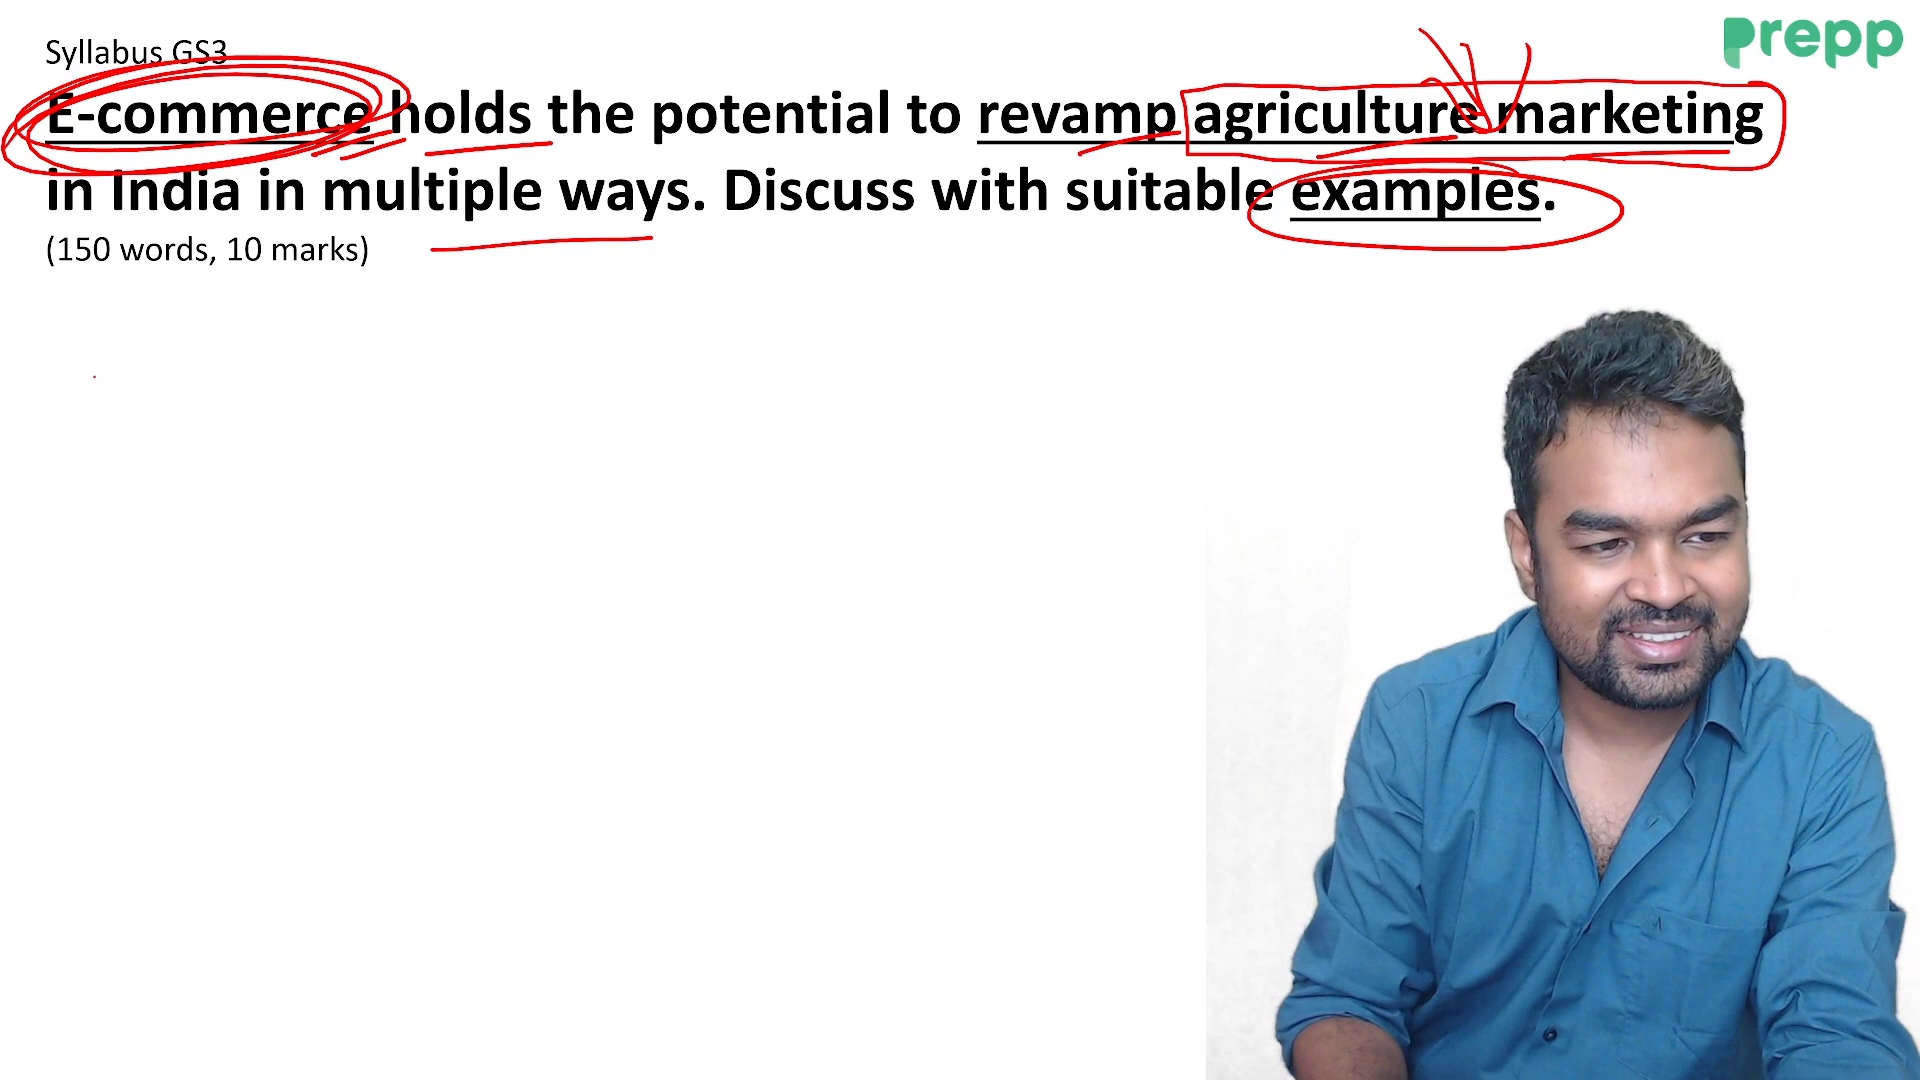 Syllabus GS3
prepp
E-commerce holds the potential to revamp agriculture marketing
in India in multiple ways. Discuss with suitable examples.
(150 words, 10 marks)